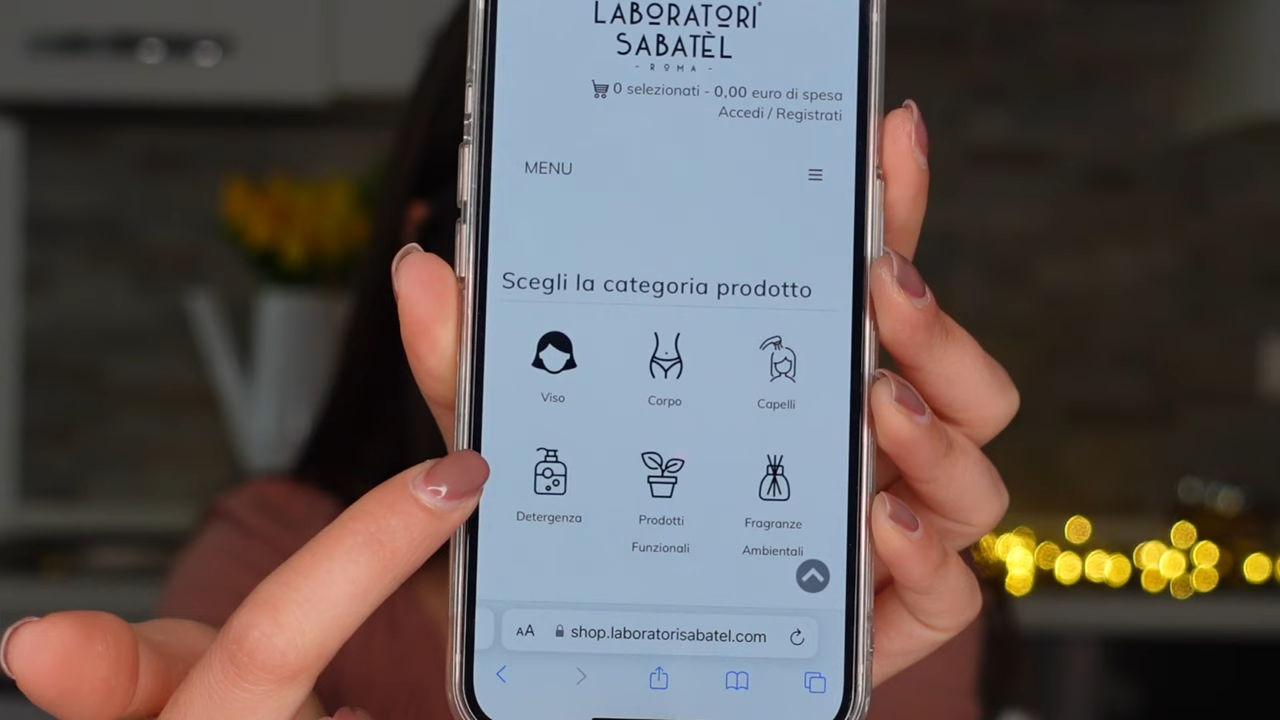 LABORATORI
SABATÈL
- ROMA -
0 selezionati - 0,00 euro di spesa
Accedi / Registrati
MENU
Scegli la categoria prodotto
Viso
Corpo
Capelli
Detergenza
Prodotti
Funzionali
Fragranze
Ambientali
AA
shop.laboratorisabatel.com